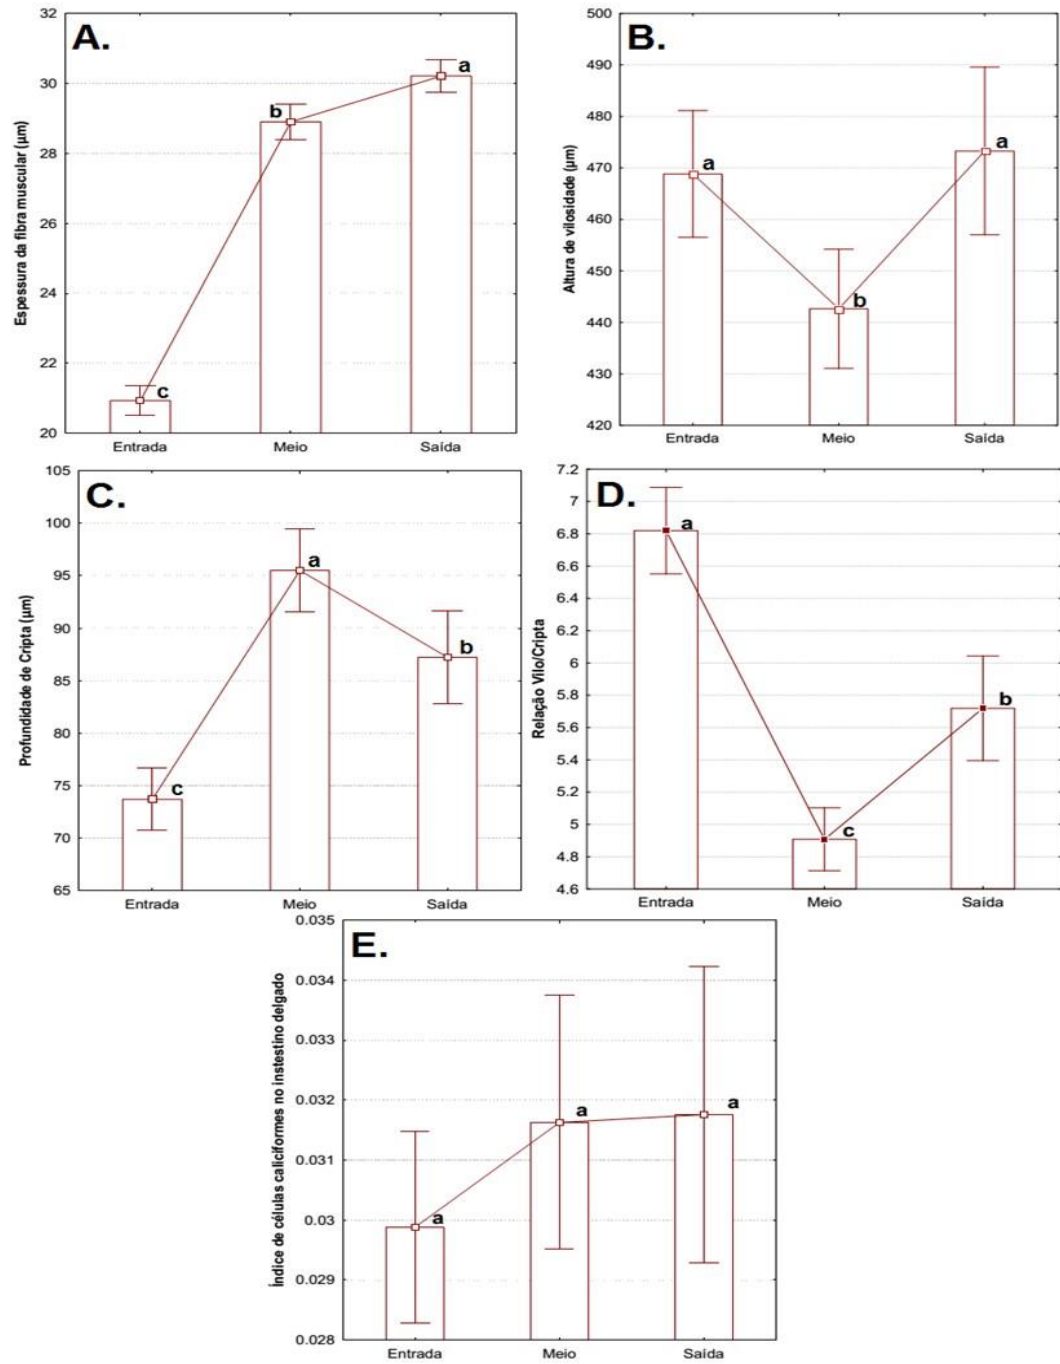 A.
Espessura da fibra muscular (µm)
32
30
28
26
24
22
20
a
b
c
Entrada Meio Saída
B.
Altura de vilosidade (µm)
500
490
480
470
460
450
440
430
420
a
b
a
Entrada Meio Saída
C.
Profundidade de Cripta (µm)
105
100
95
90
85
80
75
70
65
c
a
b
Entrada Meio Saída
D.
Relação Vilo/Cripta
7.2
7
6.8
6.6
6.4
6.2
6
5.8
5.6
5.4
5.2
5
4.8
4.6
a
c
b
Entrada Meio Saída
E.
Índice de células caliciformes no instestino delgado
0.035
0.034
0.033
0.032
0.031
0.03
0.029
0.028
a
a
a
Entrada Meio Saída